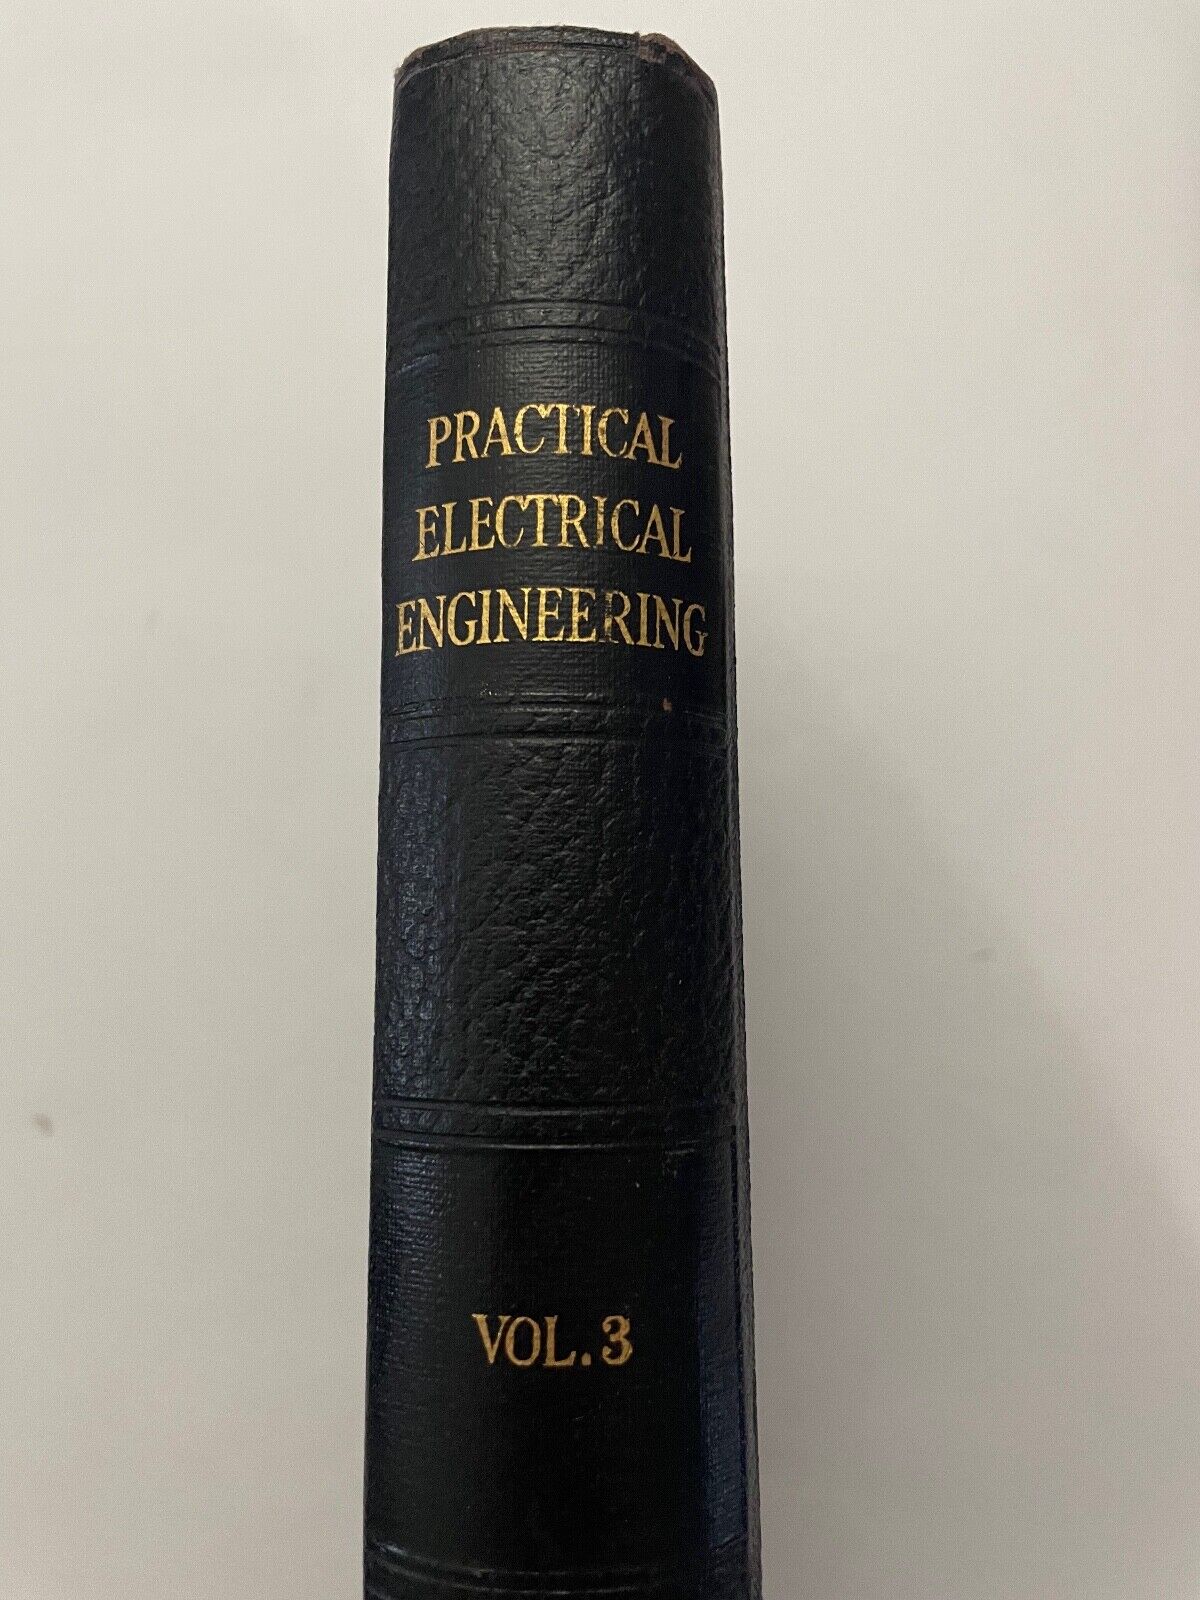 PRACTICAL
ELECTRICAL
ENGINEERING
VOL. 3